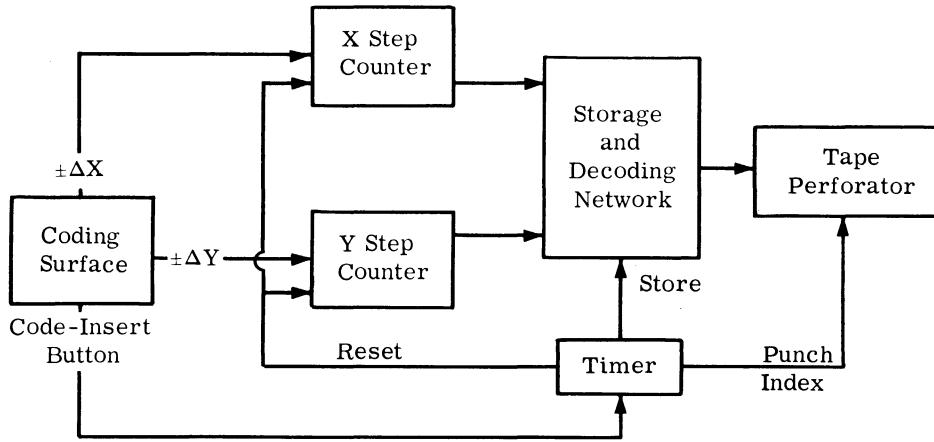 X Step
Counter
±ΔX
Storage
and
Decoding
Network
Tape
Perforator
Coding
Surface
±ΔY
Y Step
Counter
Store
Code-Insert
Button
Reset
Timer
Punch
Index